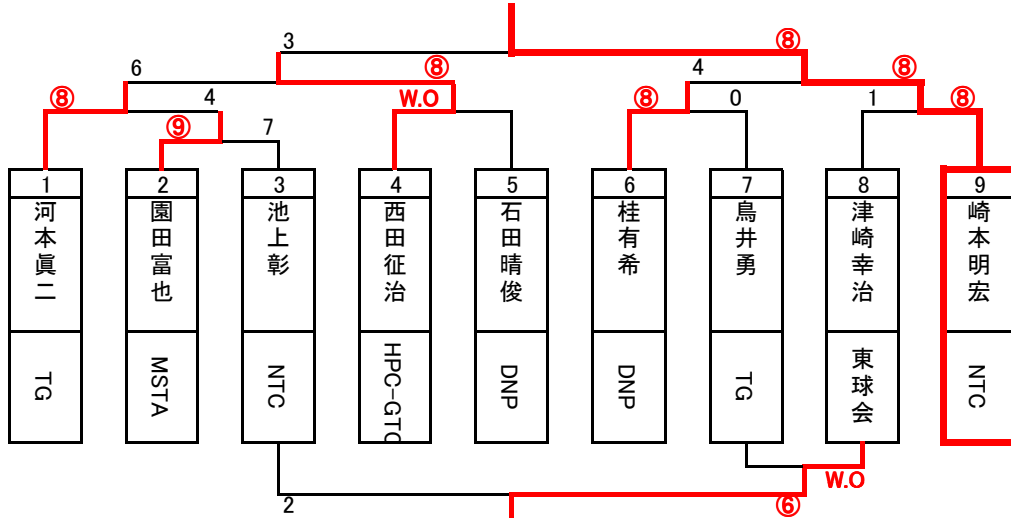 3
⑧
6
⑧
4
⑧
⑧
4
W.O
⑧
0
1
⑧
⑨
7
1
2
3
4
5
6
7
8
9
河本眞二
園田富也
池上彰
西田征治
石田晴俊
桂有希
鳥井勇
津崎幸治
崎本明宏
TG
MSTA
NTC
HPC-GTC
DNP
DNP
TG
東球会
NTC
W.O
2
⑥